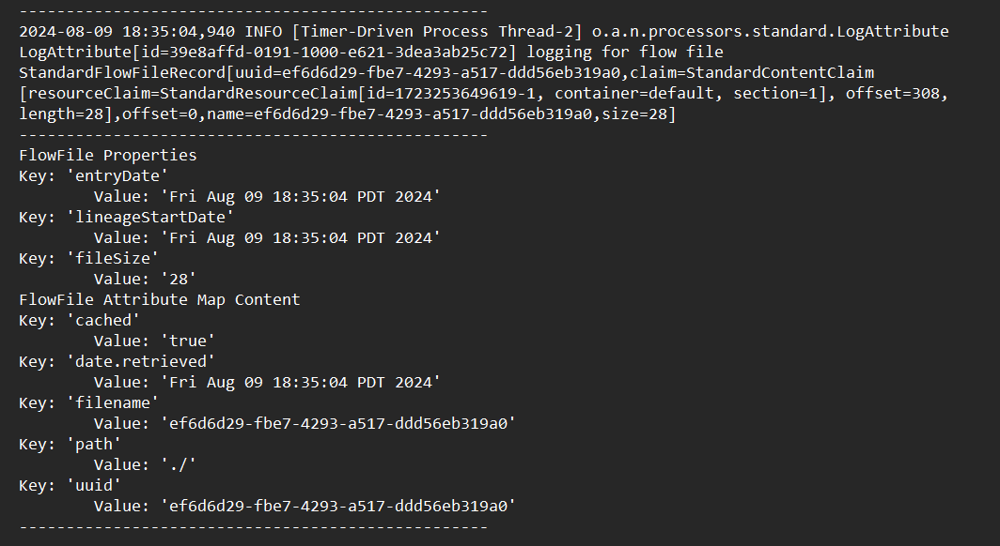 --------------------------------------------------
2024-08-09 18:35:04,940 INFO [Timer-Driven Process Thread-2] o.a.n.processors.standard.LogAttribute
LogAttribute[id=39e8affd-0191-1000-e621-3dea3ab25c72] logging for flow file
StandardFlowFileRecord[uuid=ef6d6d29-fbe7-4293-a517-ddd56eb319a0,claim=StandardContentClaim
[resourceClaim=StandardResourceClaim[id=1723253649619-1, container=default, section=1], offset=308,
length=28],offset=0,name=ef6d6d29-fbe7-4293-a517-ddd56eb319a0,size=28]
--------------------------------------------------
FlowFile Properties
Key: 'entryDate'
        Value: 'Fri Aug 09 18:35:04 PDT 2024'
Key: 'lineageStartDate'
        Value: 'Fri Aug 09 18:35:04 PDT 2024'
Key: 'fileSize'
        Value: '28'
FlowFile Attribute Map Content
Key: 'cached'
        Value: 'true'
Key: 'date.retrieved'
        Value: 'Fri Aug 09 18:35:04 PDT 2024'
Key: 'filename'
        Value: 'ef6d6d29-fbe7-4293-a517-ddd56eb319a0'
Key: 'path'
        Value: './'
Key: 'uuid'
        Value: 'ef6d6d29-fbe7-4293-a517-ddd56eb319a0'
--------------------------------------------------